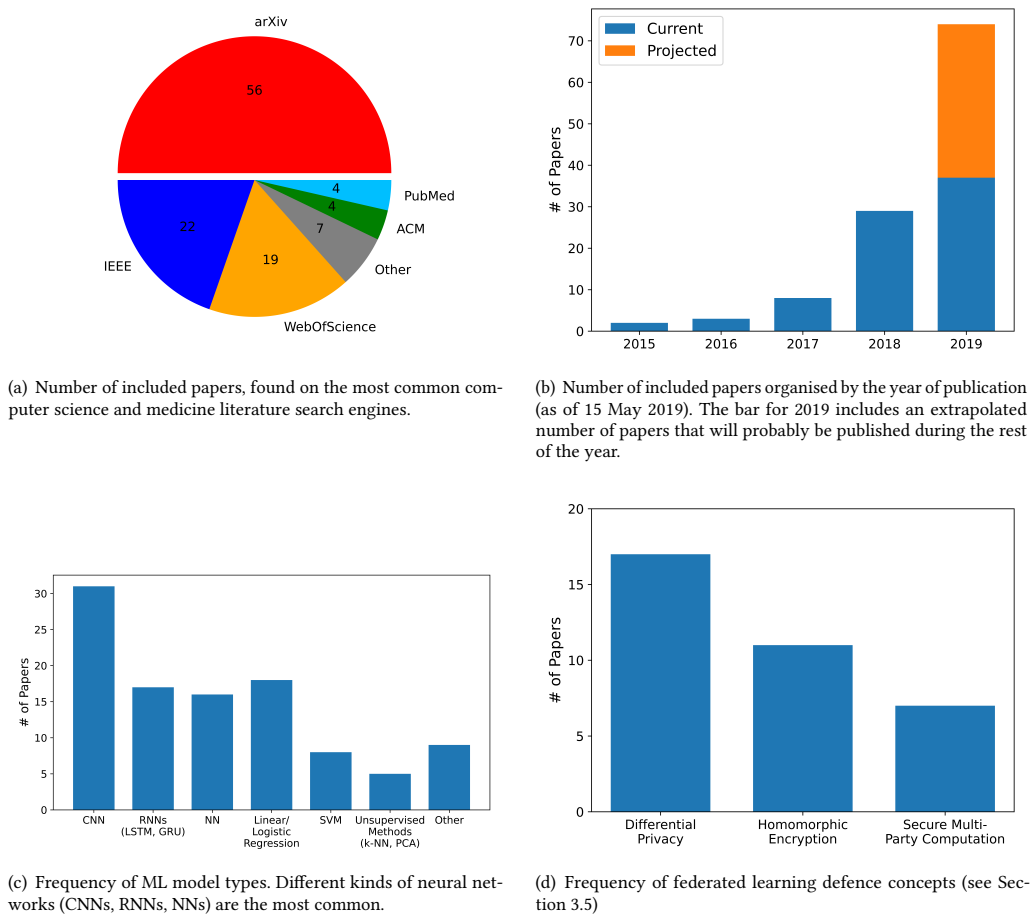 arXiv
56
4
PubMed
4
ACM
7
Other
22
IEEE
19
WebOfScience
(a) Number of included papers, found on the most common com-
puter science and medicine literature search engines.
Current
Projected
# of Papers
70
60
50
40
30
20
10
0
2015 2016 2017 2018 2019
(b) Number of included papers organised by the year of publication
(as of 15 May 2019). The bar for 2019 includes an extrapolated
number of papers that will probably be published during the rest
of the year.
# of Papers
30
25
20
15
10
5
0
CNN
RNNs
(LSTM, GRU)
NN
Linear/
Logistic
Regression
SVM
Unsupervised
Methods
(k-NN, PCA)
Other
(c) Frequency of ML model types. Different kinds of neural net-
works (CNNs, RNNs, NNs) are the most common.
# of Papers
20
15
10
5
0
Differential
Privacy
Homomorphic
Encryption
Secure Multi-
Party Computation
(d) Frequency of federated learning defence concepts (see Sec-
tion 3.5)